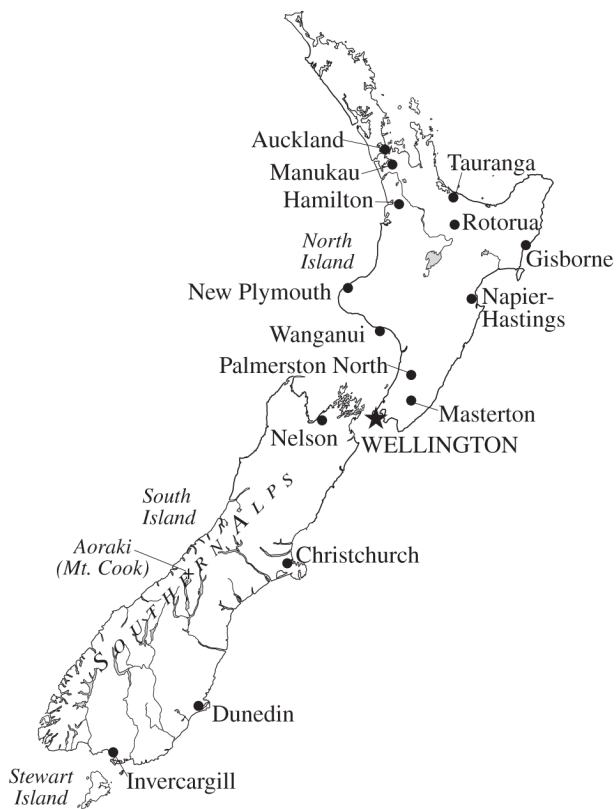 Auckland
Manukau
Tauranga
Hamilton
Rotorua
North
Island
Gisborne
New Plymouth
Napier-
Hastings
Wanganui
Palmerston North
Masterton
Nelson
WELLINGTON
South
Island
SOUTHERN ALPS
Aoraki
(Mt. Cook)
Christchurch
Dunedin
Stewart
Island
Invercargill